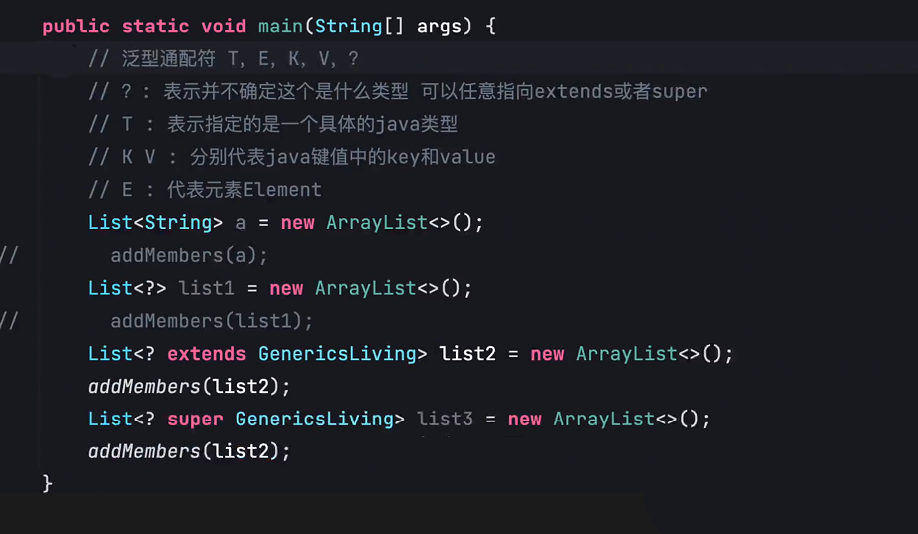 public static void main(String[] args) {
// 泛型通配符 T, E, K, V, ?
// ? : 表示并不确定这个是什么类型 可以任意指向extends或者super
// T : 表示指定的是一个具体的java类型
// K V : 分别代表java键值中的key和value
// E : 代表元素Element
List<String> a = new ArrayList<>();
// addMembers(a);
List<?> list1 = new ArrayList<>();
// addMembers(list1);
List<? extends GenericsLiving> list2 = new ArrayList<>();
addMembers(list2);
List<? super GenericsLiving> list3 = new ArrayList<>();
addMembers(list2);
}